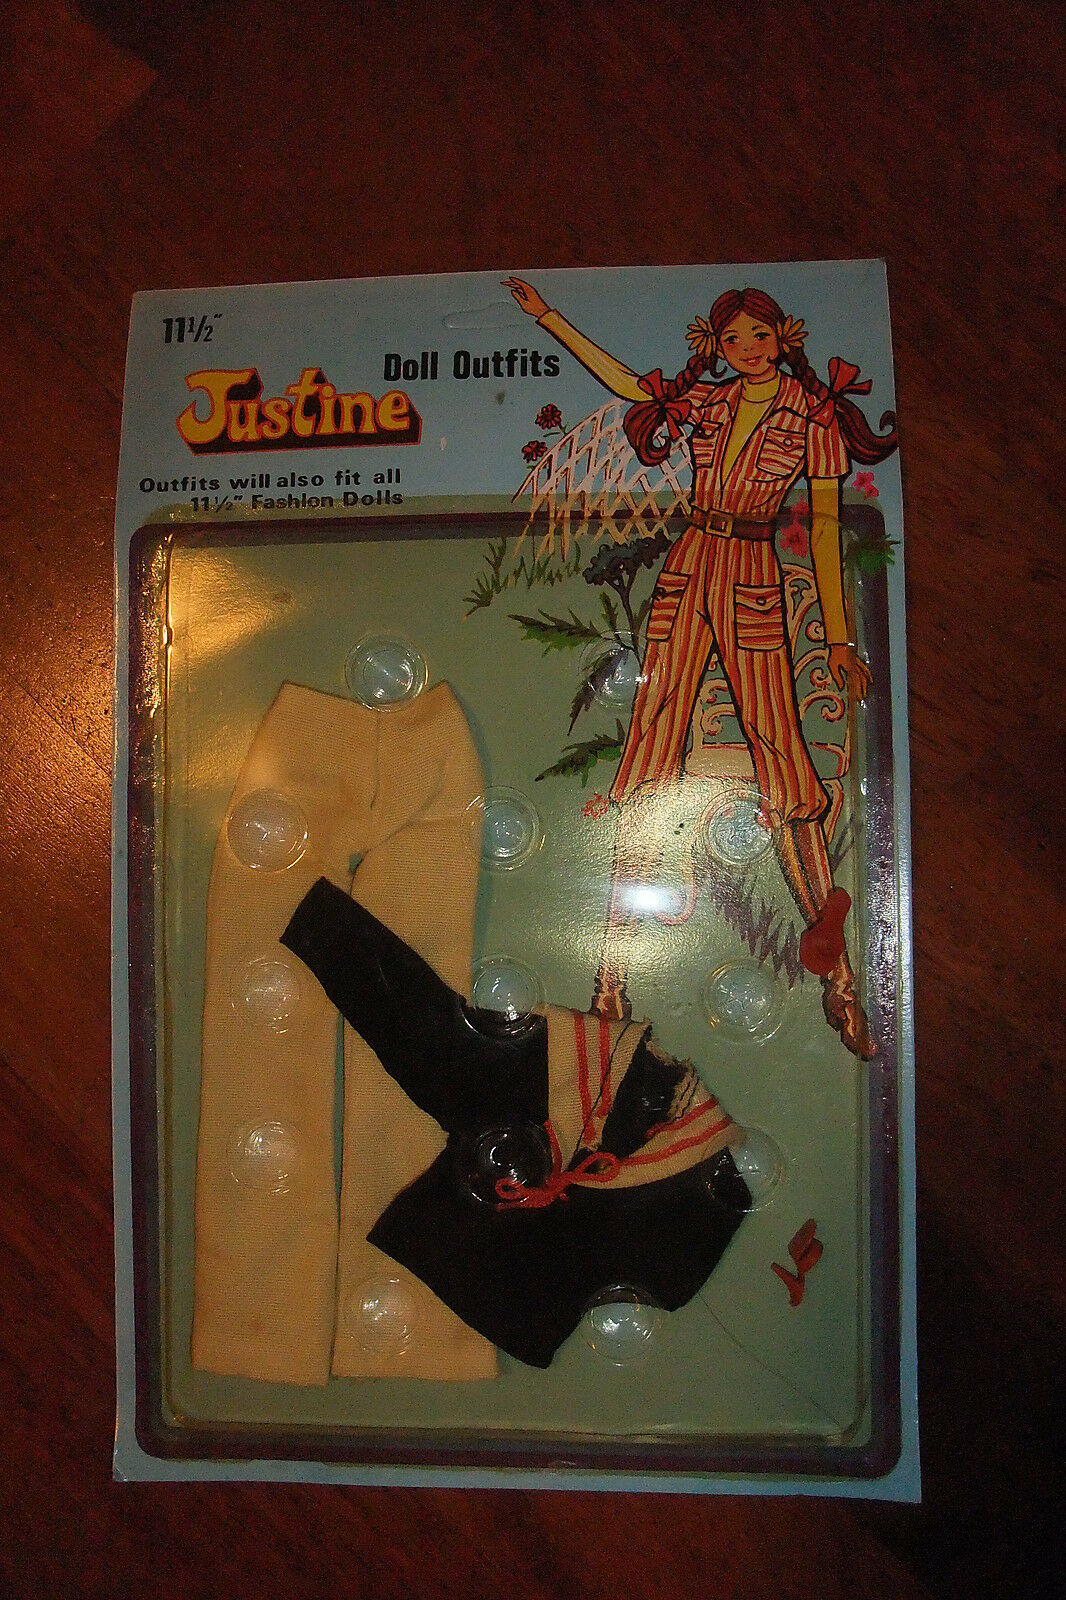 11½"
Doll Outfits
Justine
Outfits will also fit all
11½" Fashion Dolls